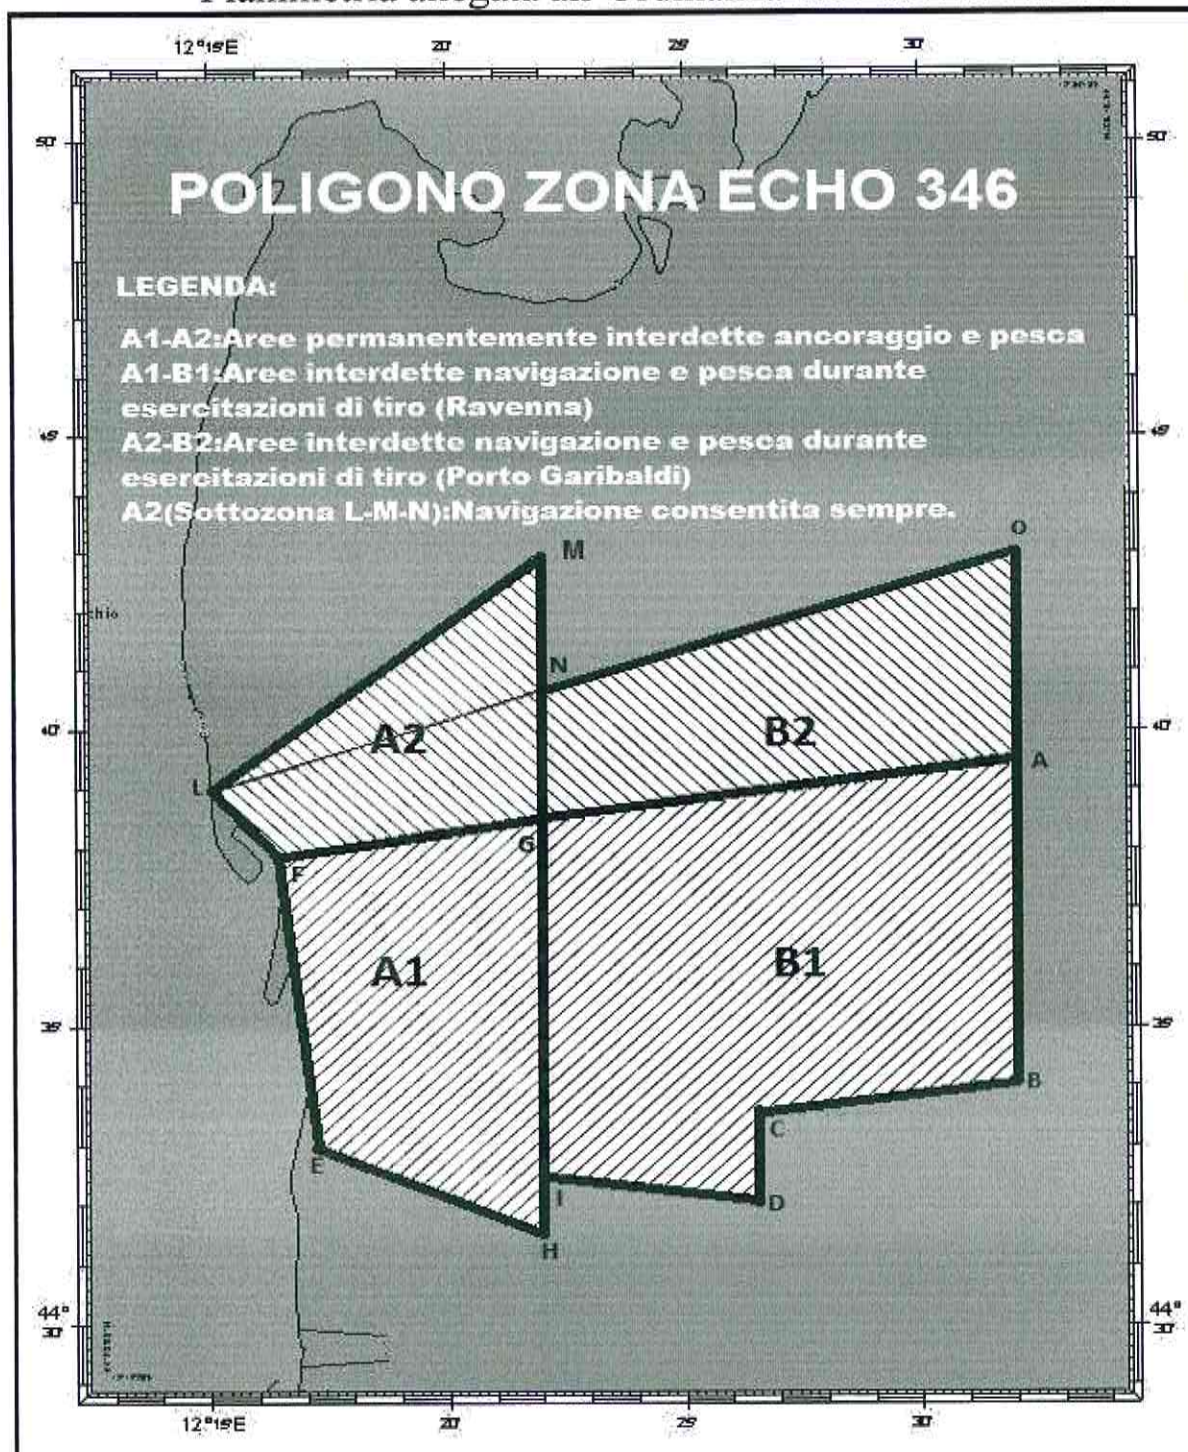 12°15'E 20' 25' 30'
50' 50'
POLIGONO ZONA ECHO 346
LEGENDA:
A1-A2:Aree permanentemente interdette ancoraggio e pesca
A1-B1:Aree interdette navigazione e pesca durante
esercitazioni di tiro (Ravenna)
45' 45'
A2-B2:Aree interdette navigazione e pesca durante
esercitazioni di tiro (Porto Garibaldi)
A2(Sottozona L-M-N):Navigazione consentita sempre.
O
M
chio
N
40' A2 B2 40'
A
L
G
F
A1 B1
35' 35'
B
C
E
I D
H
44° 44°
30' 30'
12°15'E 20' 25' 30'